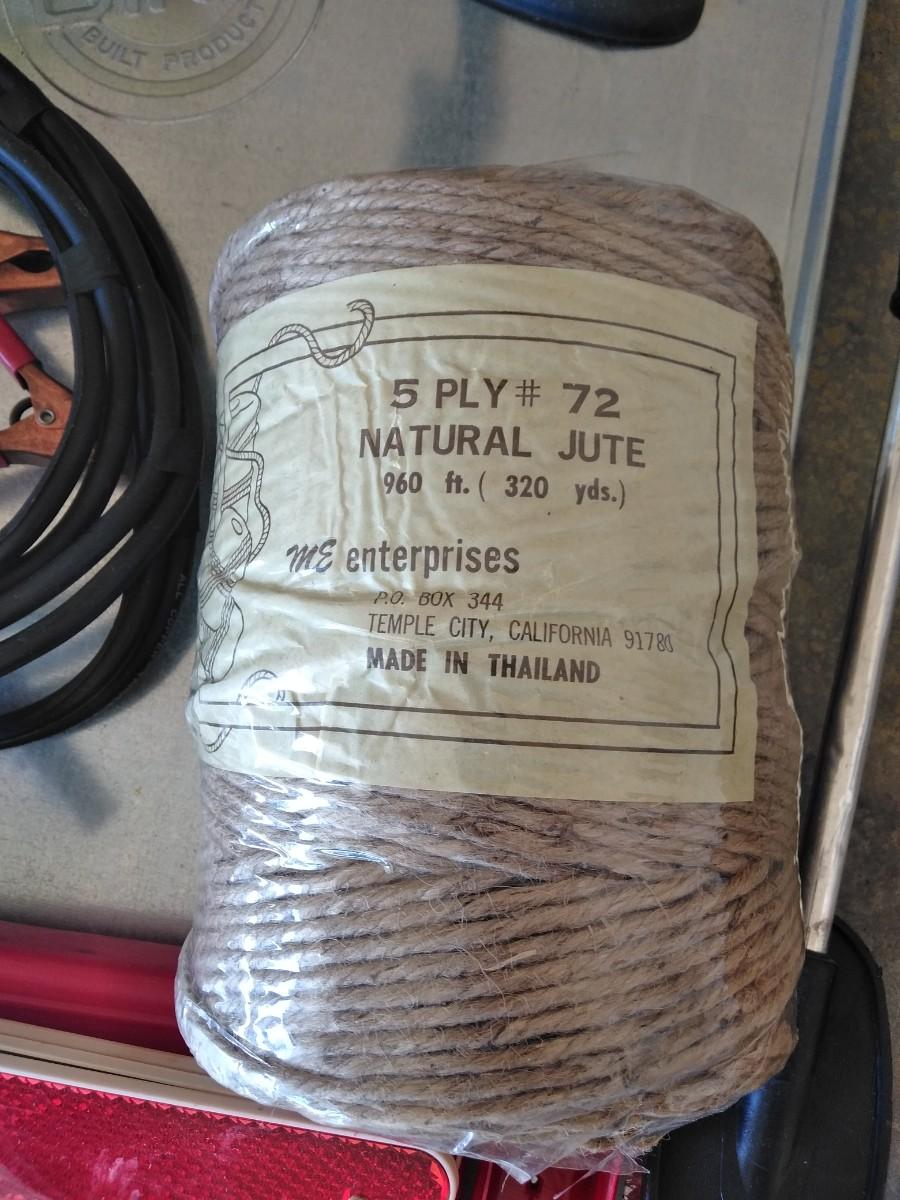 BUILT PRODUCT
5 PLY # 72
NATURAL JUTE
960 ft. ( 320 yds.)
ME enterprises
P.O. BOX 344
TEMPLE CITY, CALIFORNIA 91780
MADE IN THAILAND
ALL